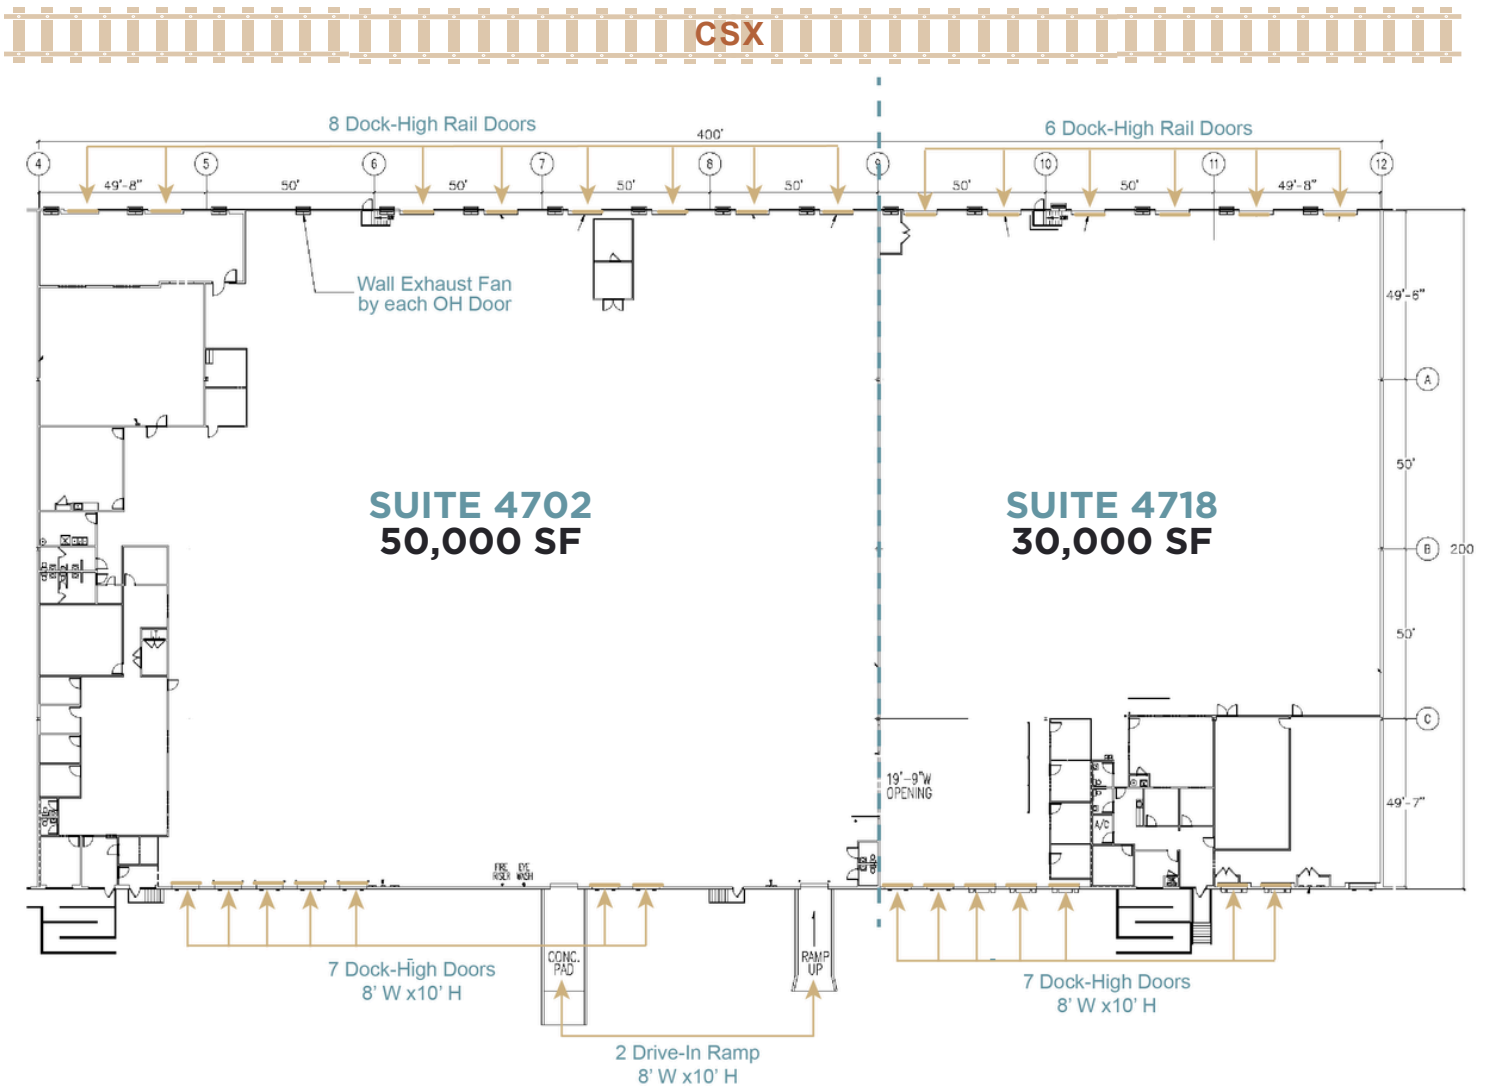 CSX
8 Dock-High Rail Doors
400'
6 Dock-High Rail Doors
4
5
6
7
8
9
10
11
12
49'-8"
50'
50'
50'
50'
50'
50'
49'-8"
Wall Exhaust Fan
by each OH Door
49'-6"
A
50'
SUITE 4702
50,000 SF
SUITE 4718
30,000 SF
B
200
50'
C
19'-9"W
OPENING
49'-7"
A/C
FIRE
RISER
EYE
WASH
CONC.
PAD
RAMP
UP
7 Dock-High Doors
8' W x10' H
7 Dock-High Doors
8' W x10' H
2 Drive-In Ramp
8' W x10' H